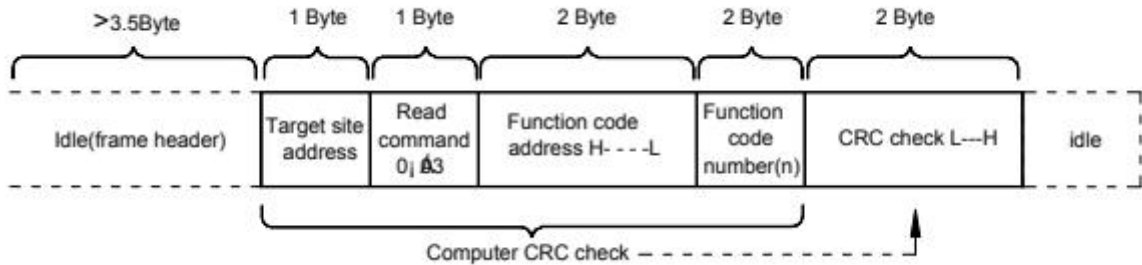 >3.5Byte 1 Byte 1 Byte 2 Byte 2 Byte 2 Byte
Idle(frame header)
Target site
address
Read
command
Function code
address H- - - -L
Function
code
number(n)
CRC check L---H
idle
Computer CRC check